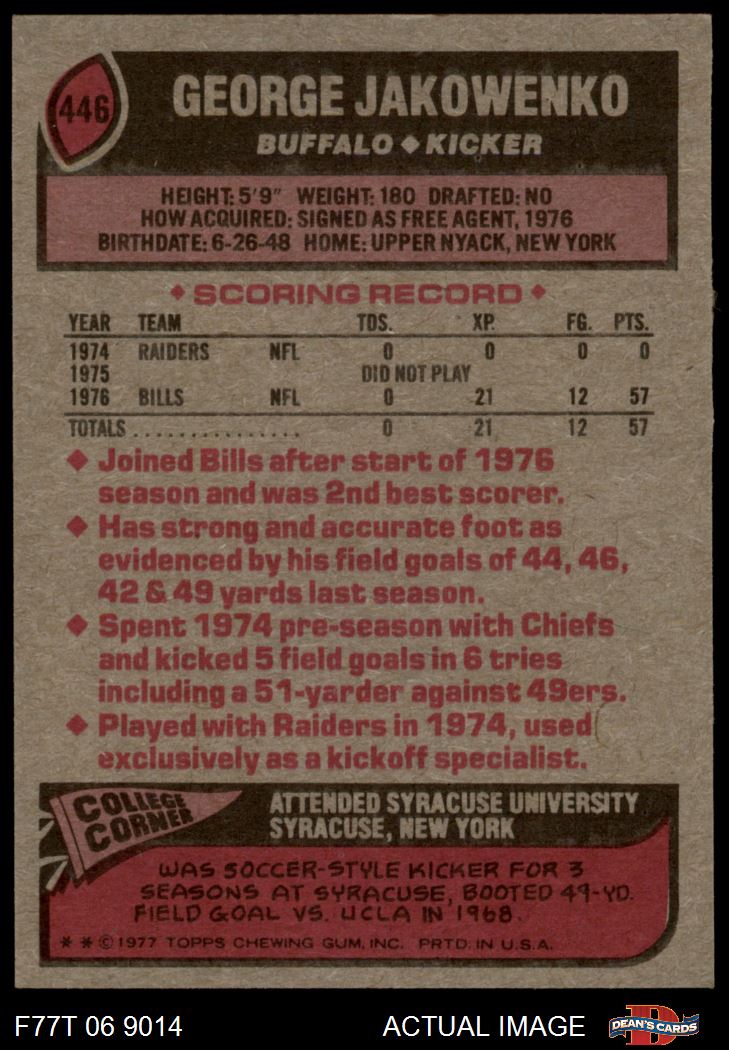 446
GEORGE JAKOWENKO
BUFFALO ◆ KICKER
HEIGHT: 5'9" WEIGHT: 180 DRAFTED: NO
HOW ACQUIRED: SIGNED AS FREE AGENT, 1976
BIRTHDATE: 6-26-48 HOME: UPPER NYACK, NEW YORK
◆ SCORING RECORD ◆
YEAR TEAM TDS. XP. FG. PTS.
1974 RAIDERS NFL 0 0 0 0
1975 DID NOT PLAY
1976 BILLS NFL 0 21 12 57
TOTALS ................ 0 21 12 57
◆ Joined Bills after start of 1976
season and was 2nd best scorer.
◆ Has strong and accurate foot as
evidenced by his field goals of 44, 46,
42 & 49 yards last season.
◆ Spent 1974 pre-season with Chiefs
and kicked 5 field goals in 6 tries
including a 51-yarder against 49ers.
◆ Played with Raiders in 1974, used
exclusively as a kickoff specialist.
COLLEGE
CORNER
ATTENDED SYRACUSE UNIVERSITY
SYRACUSE, NEW YORK
WAS SOCCER-STYLE KICKER FOR 3
SEASONS AT SYRACUSE, BOOTED 49-YD.
FIELD GOAL VS. UCLA IN 1968.
* * © 1977 TOPPS CHEWING GUM, INC. PRTD. IN U.S.A.
F77T 06 9014 ACTUAL IMAGE D DEAN'S CARDS